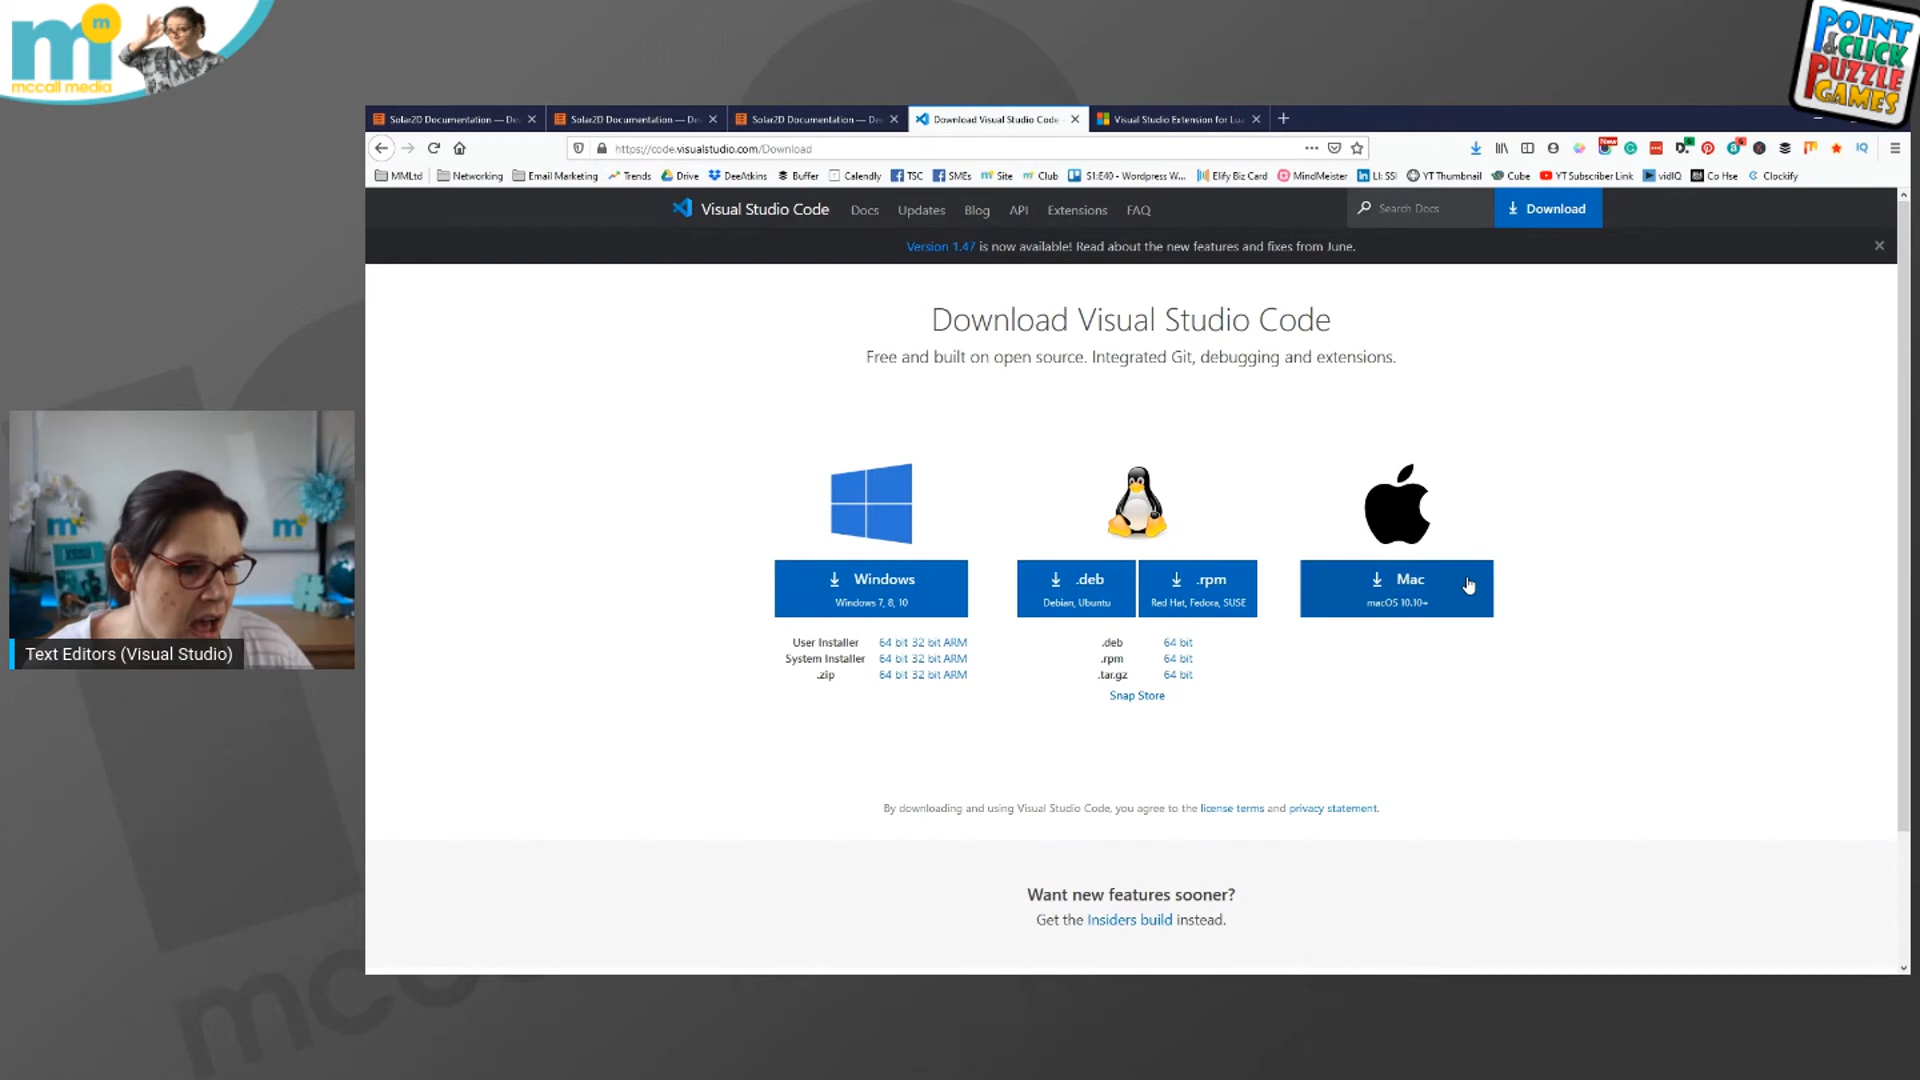 m
mi
mccall media
POINT
&CLICK
PUZZLE
GAMES
Solar2D Documentation — De
Solar2D Documentation — De
Solar2D Documentation — De
Download Visual Studio Code
Visual Studio Extension for Lua
https://code.visualstudio.com/Download
MMLtd
Networking
Email Marketing
Trends
Drive
DeeAtkins
Buffer
Calendly
TSC
SMEs
Site
Club
S1:E40 - Wordpress W...
Elify Biz Card
MindMeister
LI: SSI
YT Thumbnail
Cube
YT Subscriber Link
vidIQ
Co Hse
Clockify
Visual Studio Code
Docs
Updates
Blog
API
Extensions
FAQ
Search Docs
Download
Version 1.47 is now available! Read about the new features and fixes from June.
Download Visual Studio Code
Free and built on open source. Integrated Git, debugging and extensions.
Windows
Windows 7, 8, 10
.deb
Debian, Ubuntu
.rpm
Red Hat, Fedora, SUSE
Mac
macOS 10.10+
User Installer 64 bit 32 bit ARM
System Installer 64 bit 32 bit ARM
.zip 64 bit 32 bit ARM
.deb 64 bit
.rpm 64 bit
.tar.gz 64 bit
Snap Store
By downloading and using Visual Studio Code, you agree to the license terms and privacy statement.
Want new features sooner?
Get the Insiders build instead.
Text Editors (Visual Studio)